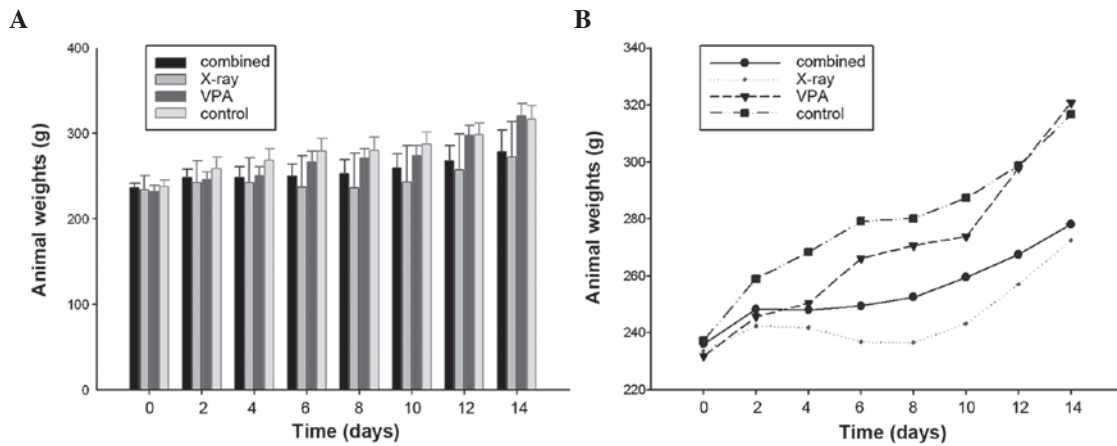 A
400
300
200
100
0
Animal weights (g)
combined
X-ray
VPA
control
0 2 4 6 8 10 12 14
Time (days)
B
340
320
300
280
260
240
220
Animal weights (g)
combined
X-ray
VPA
control
0 2 4 6 8 10 12 14
Time (days)